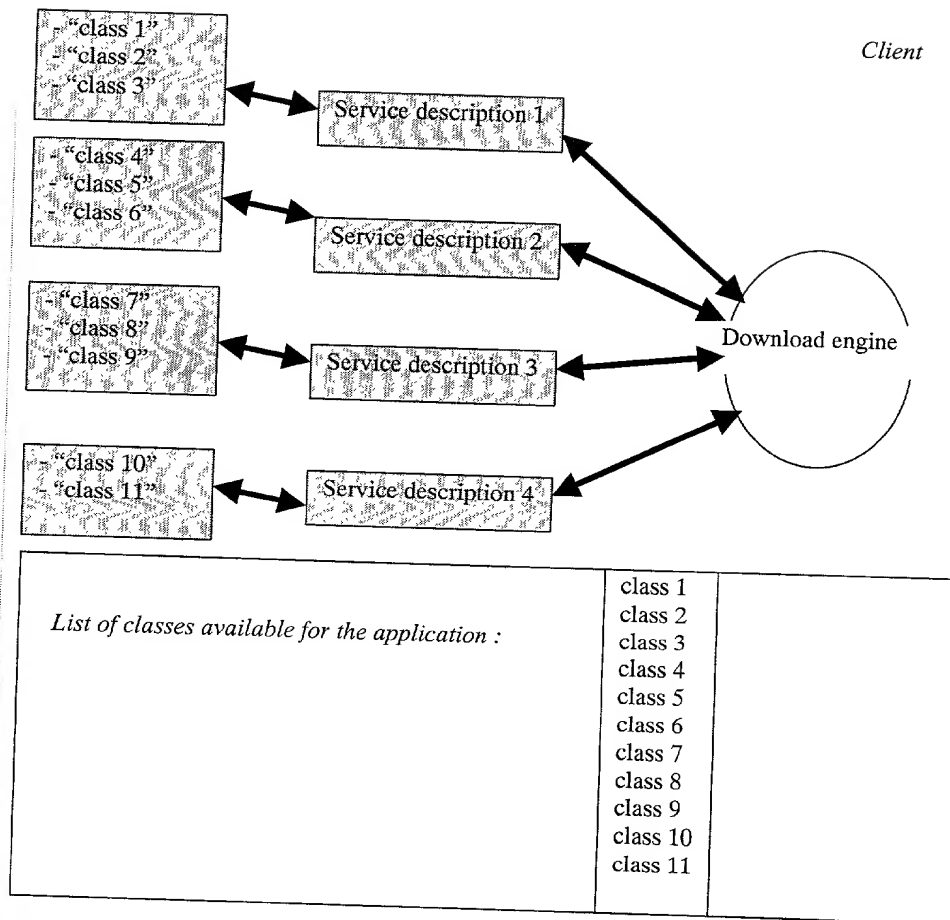 - “class 1”
- “class 2”
- “class 3”
Client
Service description 1
- “class 4”
- “class 5”
- “class 6”
Service description 2
- “class 7”
- “class 8”
- “class 9”
Service description 3
Download engine
- “class 10”
- “class 11”
Service description 4
List of classes available for the application :
class 1
class 2
class 3
class 4
class 5
class 6
class 7
class 8
class 9
class 10
class 11